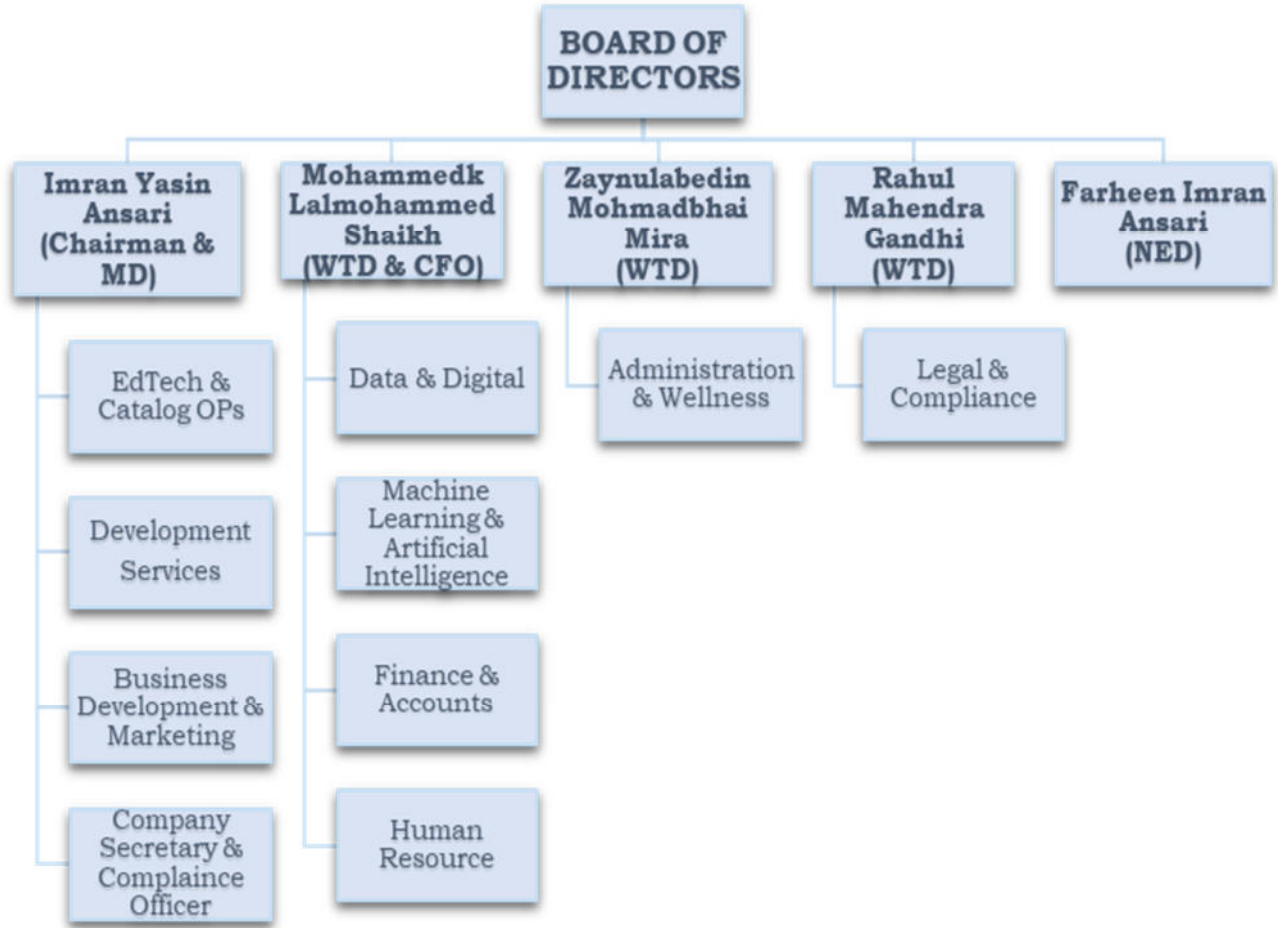 BOARD OF
DIRECTORS
Imran Yasin
Ansari
(Chairman &
MD)
Mohammedk
Lalmohammed
Shaikh
(WTD & CFO)
Zaynulabedin
Mohmadbhai
Mira
(WTD)
Rahul
Mahendra
Gandhi
(WTD)
Farheen Imran
Ansari
(NED)
EdTech &
Catalog OPs
Development
Services
Business
Development &
Marketing
Company
Secretary &
Complaince
Officer
Data & Digital
Machine
Learning &
Artificial
Intelligence
Finance &
Accounts
Human
Resource
Administration
& Wellness
Legal &
Compliance